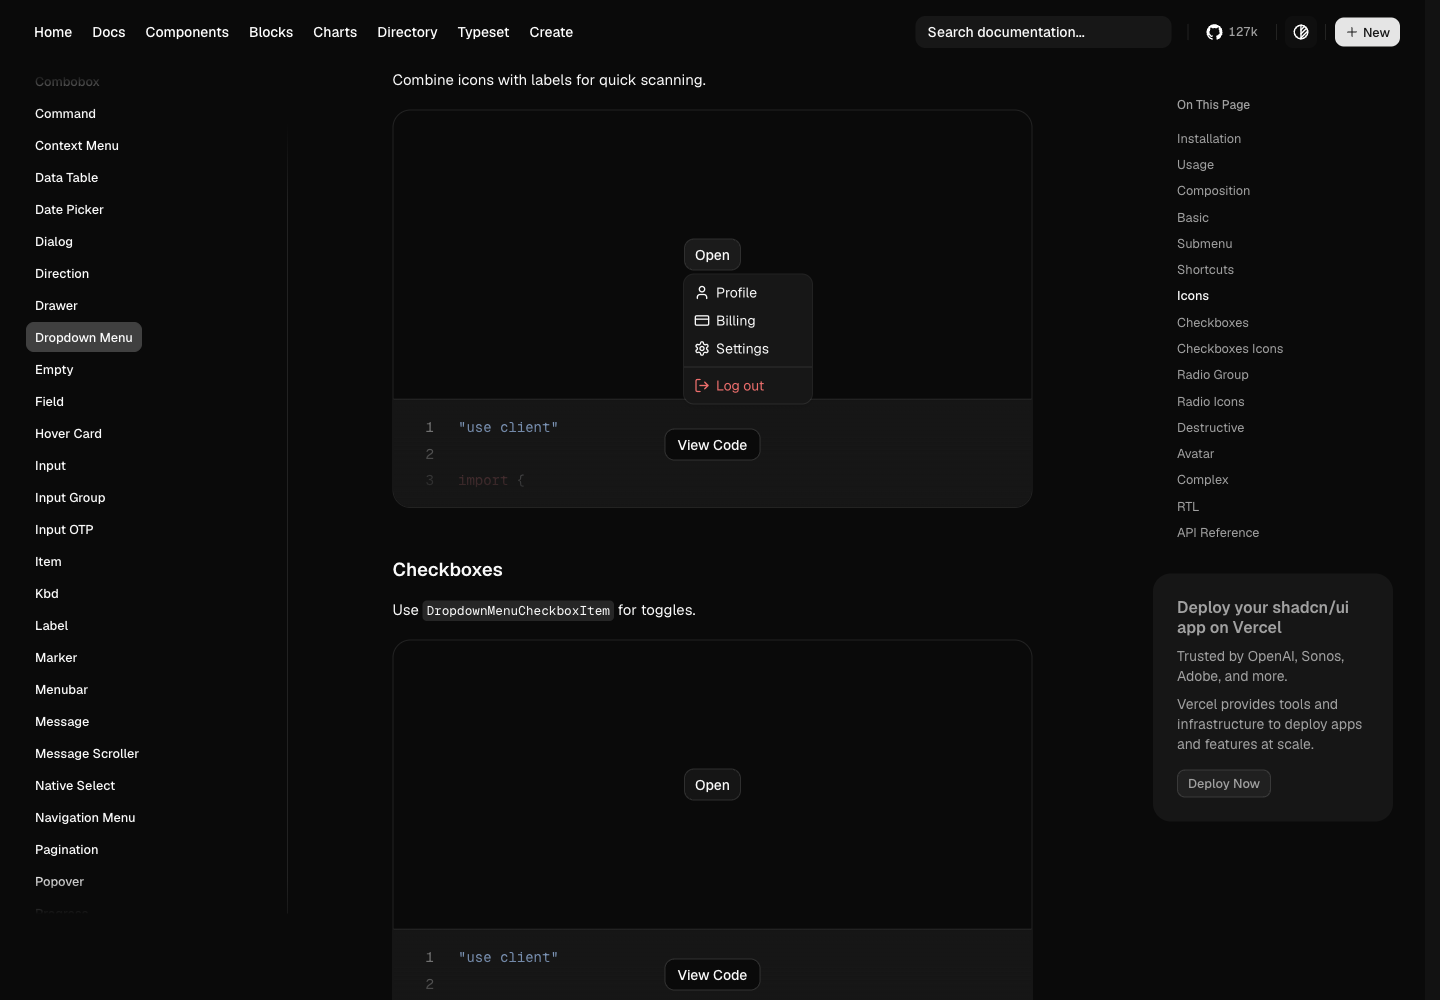 Home Docs Components Blocks Charts Directory Typeset Create
Search documentation...
127k
New
Combobox
Command
Context Menu
Data Table
Date Picker
Dialog
Direction
Drawer
Dropdown Menu
Empty
Field
Hover Card
Input
Input Group
Input OTP
Item
Kbd
Label
Marker
Menubar
Message
Message Scroller
Native Select
Navigation Menu
Pagination
Popover
Combine icons with labels for quick scanning.
Open
Profile
Billing
Settings
Log out
1 "use client"
2
3 import {
View Code
Checkboxes
Use DropdownMenuCheckboxItem for toggles.
Open
1 "use client"
2
View Code
On This Page
Installation
Usage
Composition
Basic
Submenu
Shortcuts
Icons
Checkboxes
Checkboxes Icons
Radio Group
Radio Icons
Destructive
Avatar
Complex
RTL
API Reference
Deploy your shadcn/ui
app on Vercel
Trusted by OpenAI, Sonos,
Adobe, and more.
Vercel provides tools and
infrastructure to deploy apps
and features at scale.
Deploy Now